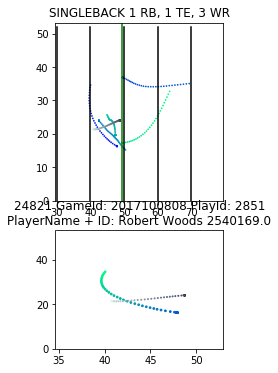 SINGLEBACK 1 RB, 1 TE, 3 WR
50
40
30
20
10
0
30 40 50 60 70
24821 GameId: 2017100808 PlayId: 2851
PlayerName + ID: Robert Woods 2540169.0
40
20
0
35 40 45 50